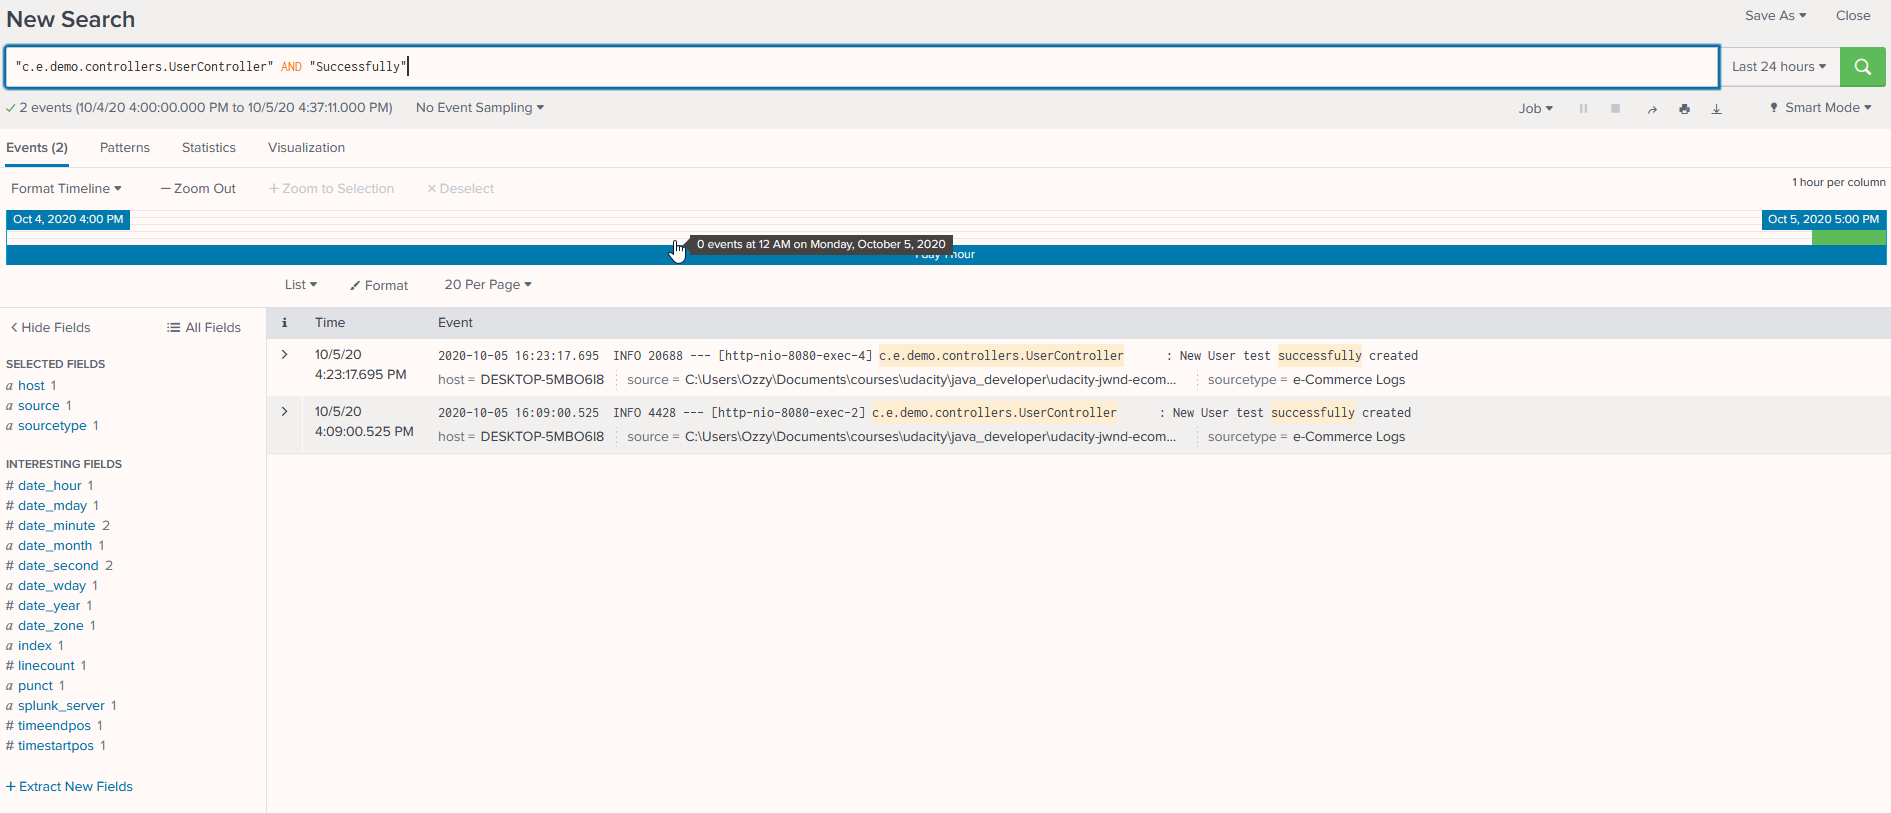 New Search
Save As Close
"c.e.demo.controllers.UserController" AND "Successfully"
Last 24 hours
2 events (10/4/20 4:00:00.000 PM to 10/5/20 4:37:11.000 PM) No Event Sampling
Job Smart Mode
Events (2) Patterns Statistics Visualization
Format Timeline — Zoom Out + Zoom to Selection × Deselect
1 hour per column
Oct 4, 2020 4:00 PM
Oct 5, 2020 5:00 PM
0 events at 12 AM on Monday, October 5, 2020
hour
List Format 20 Per Page
Hide Fields All Fields
i Time Event
SELECTED FIELDS
a host 1
a source 1
a sourcetype 1
INTERESTING FIELDS
# date_hour 1
# date_mday 1
# date_minute 2
a date_month 1
# date_second 2
a date_wday 1
# date_year 1
a date_zone 1
a index 1
# linecount 1
a punct 1
a splunk_server 1
# timeendpos 1
# timestartpos 1
+ Extract New Fields
10/5/20
4:23:17.695 PM
2020-10-05 16:23:17.695 INFO 20688 --- [http-nio-8080-exec-4] c.e.demo.controllers.UserController : New User test successfully created
host = DESKTOP-5MBO6I8 source = C:\Users\Ozzy\Documents\courses\udacity\java_developer\udacity-jwnd-ecom... sourcetype = e-Commerce Logs
10/5/20
4:09:00.525 PM
2020-10-05 16:09:00.525 INFO 4428 --- [http-nio-8080-exec-2] c.e.demo.controllers.UserController : New User test successfully created
host = DESKTOP-5MBO6I8 source = C:\Users\Ozzy\Documents\courses\udacity\java_developer\udacity-jwnd-ecom... sourcetype = e-Commerce Logs